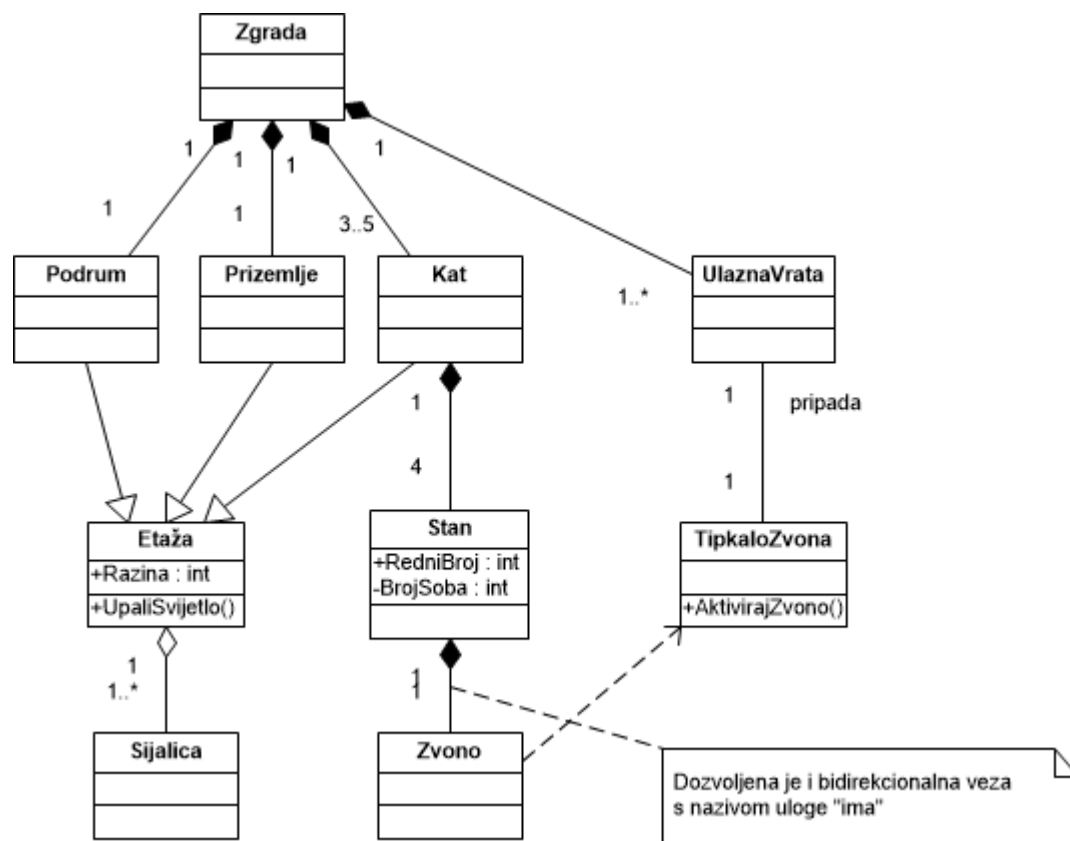 Zgrada
1
1
1
1
1
1
3..5
1..*
Podrum
Prizemlje
Kat
UlaznaVrata
1
4
1
pripada
1
Etaža
+Razina : int
+UpaliSvijetlo()
Stan
+RedniBroj : int
-BrojSoba : int
TipkaloZvona
+AktivirajZvono()
1
1..*
1
1
Sijalica
Zvono
Dozvoljena je i bidirekcionalna veza
s nazivom uloge "ima"